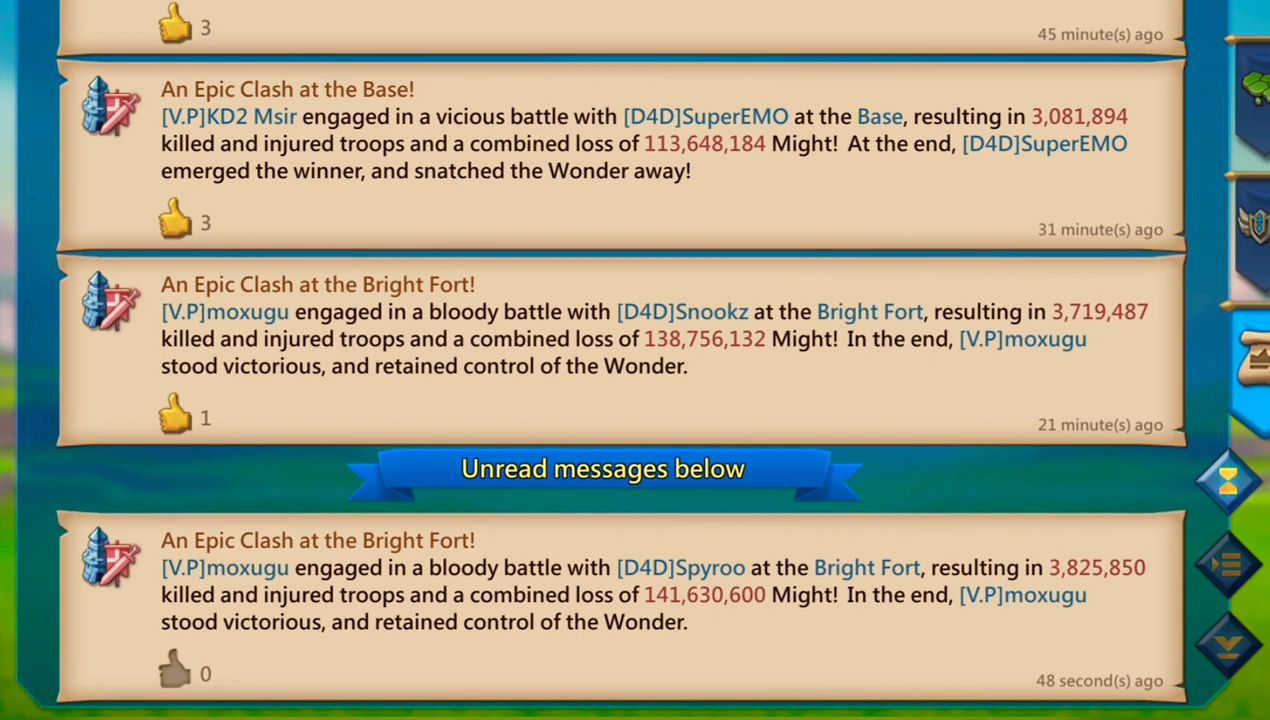 3
45 minute(s) ago
An Epic Clash at the Base!
[V.P]KD2 Msir engaged in a vicious battle with [D4D]SuperEMO at the Base, resulting in 3,081,894
killed and injured troops and a combined loss of 113,648,184 Might! At the end, [D4D]SuperEMO
emerged the winner, and snatched the Wonder away!
3
31 minute(s) ago
An Epic Clash at the Bright Fort!
[V.P]moxugu engaged in a bloody battle with [D4D]Snookz at the Bright Fort, resulting in 3,719,487
killed and injured troops and a combined loss of 138,756,132 Might! In the end, [V.P]moxugu
stood victorious, and retained control of the Wonder.
1
21 minute(s) ago
Unread messages below
An Epic Clash at the Bright Fort!
[V.P]moxugu engaged in a bloody battle with [D4D]Spyroo at the Bright Fort, resulting in 3,825,850
killed and injured troops and a combined loss of 141,630,600 Might! In the end, [V.P]moxugu
stood victorious, and retained control of the Wonder.
0
48 second(s) ago